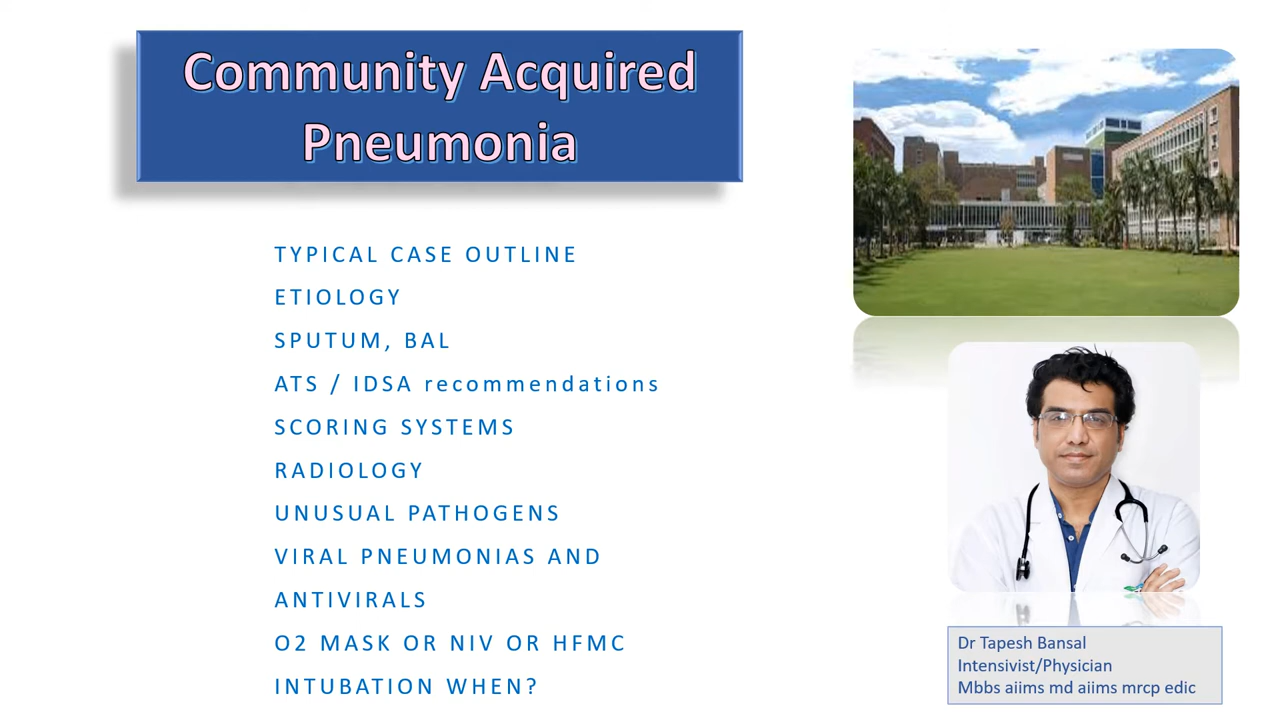 Community Acquired
Pneumonia
TYPICAL CASE OUTLINE
ETIOLOGY
SPUTUM, BAL
ATS / IDSA recommendations
SCORING SYSTEMS
RADIOLOGY
UNUSUAL PATHOGENS
VIRAL PNEUMONIAS AND
ANTIVIRALS
O2 MASK OR NIV OR HFMC
INTUBATION WHEN?
Dr Tapesh Bansal
Intensivist/Physician
Mbbs aiims md aiims mrcp edic